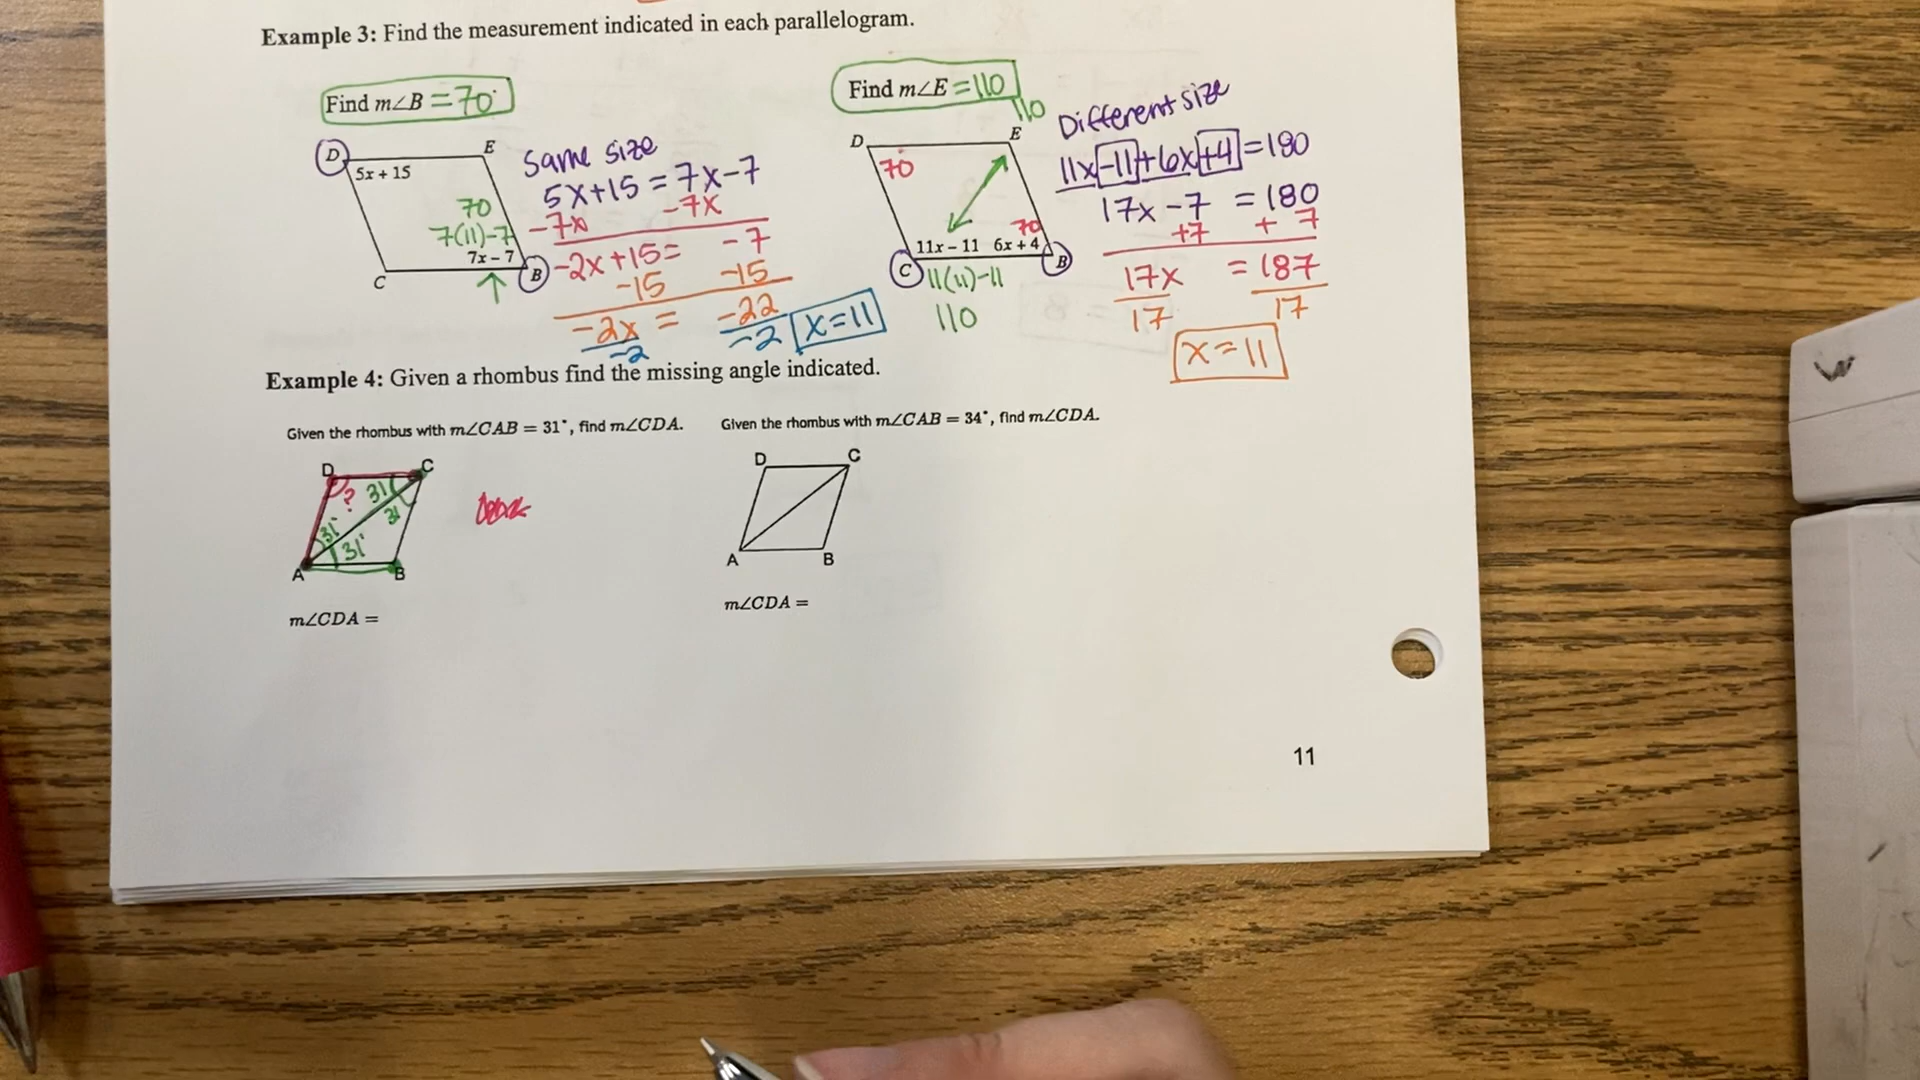 Example 3: Find the measurement indicated in each parallelogram.
Find m∠B = 70°
D
E
5x + 15
70
7(11)-7
7x – 7
C
B
Same size
5x+15 = 7x-7
-7x -7x
-2x+15 = -7
-15 -15
-2x = -22
-2 -2
x=11
Find m∠E = 110
110
D
E
70
70
11x – 11 6x + 4
C
B
11(11)-11
110
Different size
11x-11+6x+4=180
17x-7 = 180
+7 +7
17x = 187
17 17
x=11
Example 4: Given a rhombus find the missing angle indicated.
Given the rhombus with m∠CAB = 31°, find m∠CDA.
D
C
? 31
31
31°
31°
A
B
m∠CDA =
Given the rhombus with m∠CAB = 34°, find m∠CDA.
D
C
A
B
m∠CDA =
11
W